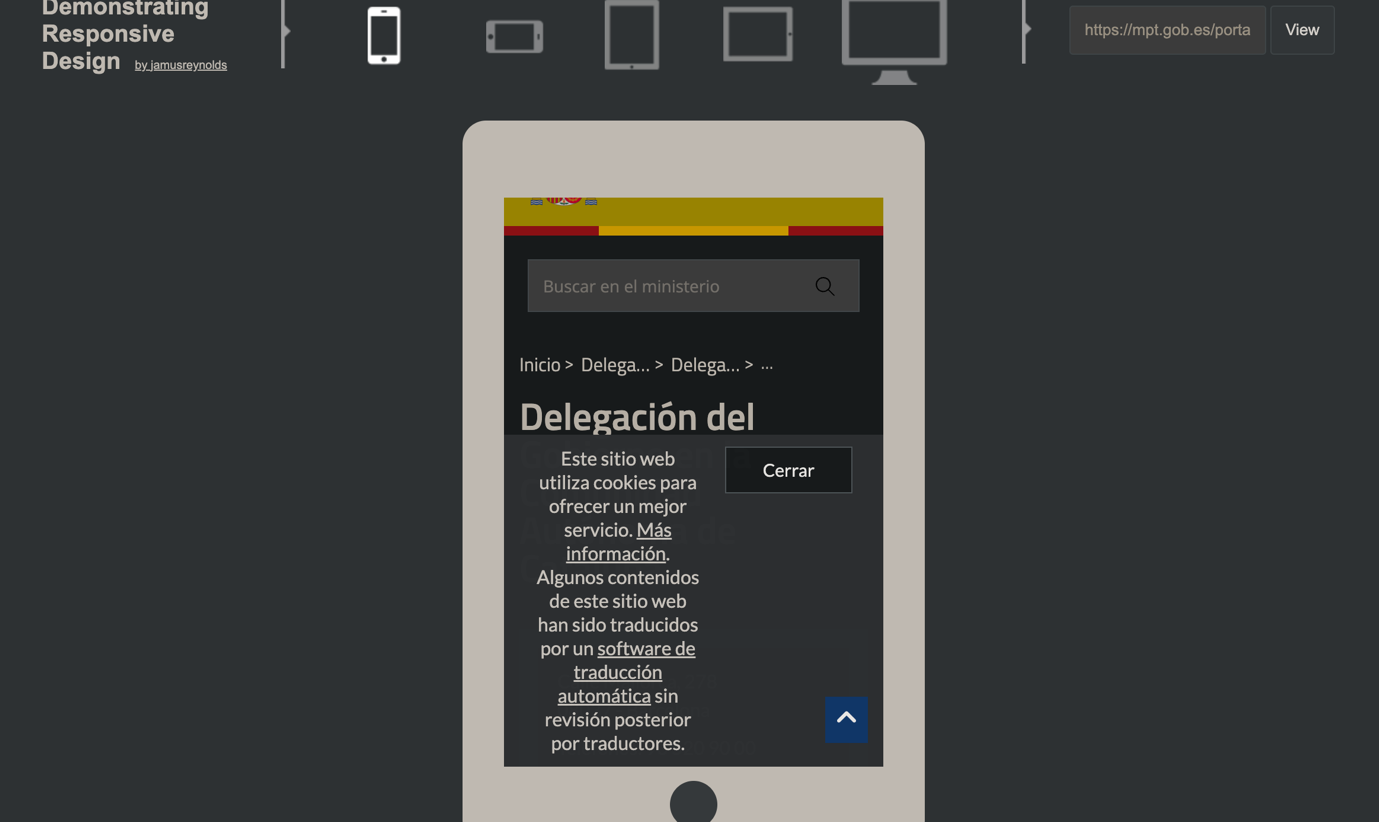 Demonstrating
Responsive
Design by jamusreynolds
https://mpt.gob.es/porta
View
Buscar en el ministerio
Inicio > Delega... > Delega... > ...
Delegación del
Este sitio web
utiliza cookies para
ofrecer un mejor
servicio. Más
información.
Algunos contenidos
de este sitio web
han sido traducidos
por un software de
traducción
automática sin
revisión posterior
por traductores.
Cerrar